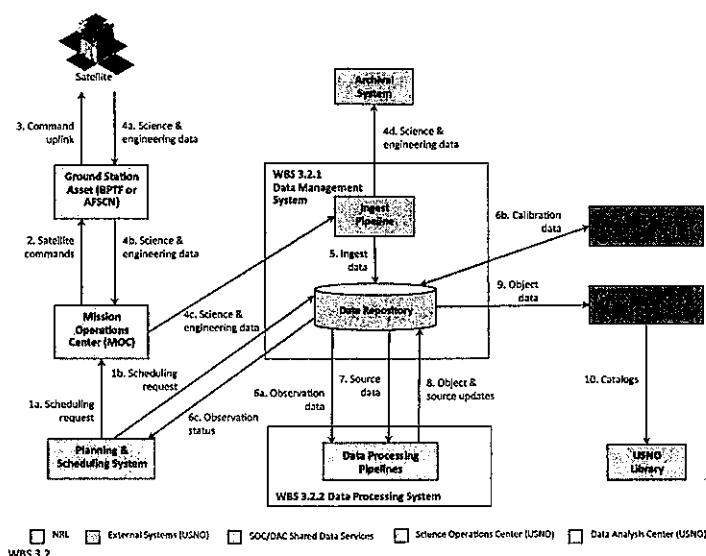 Satellite
Archival
System
3. Command
uplink
4a. Science &
engineering data
4d. Science &
engineering data
Ground Station
Asset (BPTF or
AFSCN)
WBS 3.2.1
Data Management
System
Ingest
Pipeline
6b. Calibration
data
2. Satellite
commands
4b. Science &
engineering data
5. Ingest
data
9. Object
data
Mission
Operations
Center (MOC)
4c. Science &
engineering data
Data Repository
1b. Scheduling
request
1a. Scheduling
request
6c. Observation
status
6a. Observation
data
7. Source
data
8. Object &
source updates
10. Catalogs
Planning &
Scheduling System
Data Processing
Pipelines
USNO
Library
WBS 3.2.2 Data Processing System
NRL
External Systems (USNO)
SOC/DAC Shared Data Services
Science Operations Center (USNO)
Data Analysis Center (USNO)
WBS 3.2